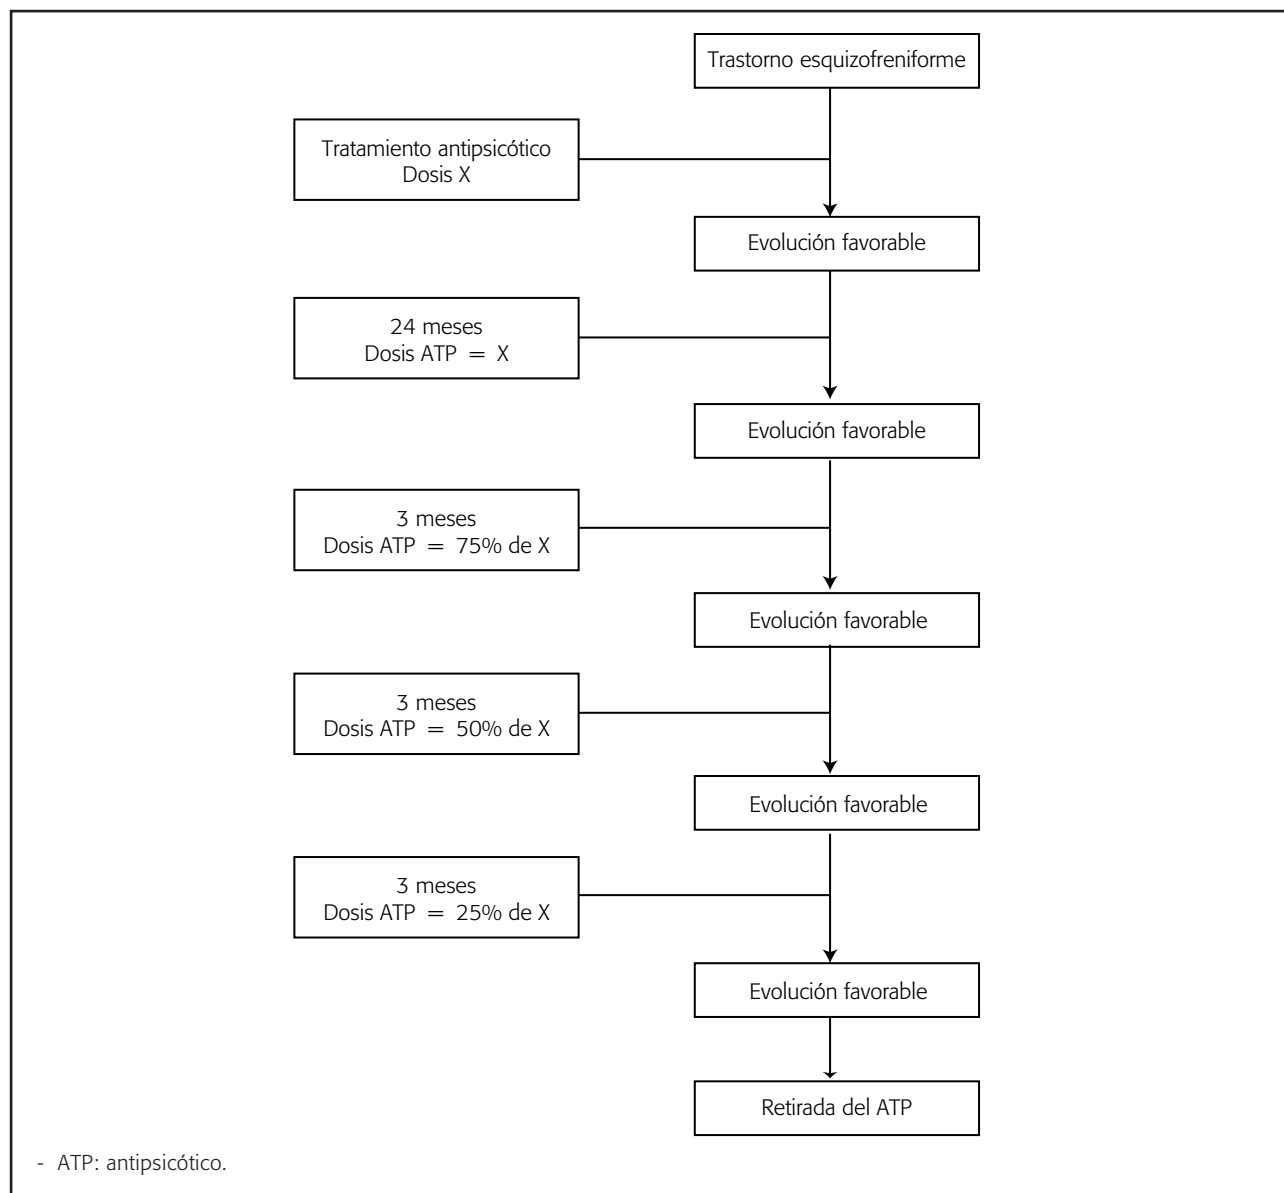 Trastorno esquizofreniforme
Tratamiento antipsicótico
Dosis X
Evolución favorable
24 meses
Dosis ATP = X
Evolución favorable
3 meses
Dosis ATP = 75% de X
Evolución favorable
3 meses
Dosis ATP = 50% de X
Evolución favorable
3 meses
Dosis ATP = 25% de X
Evolución favorable
Retirada del ATP
- ATP: antipsicótico.